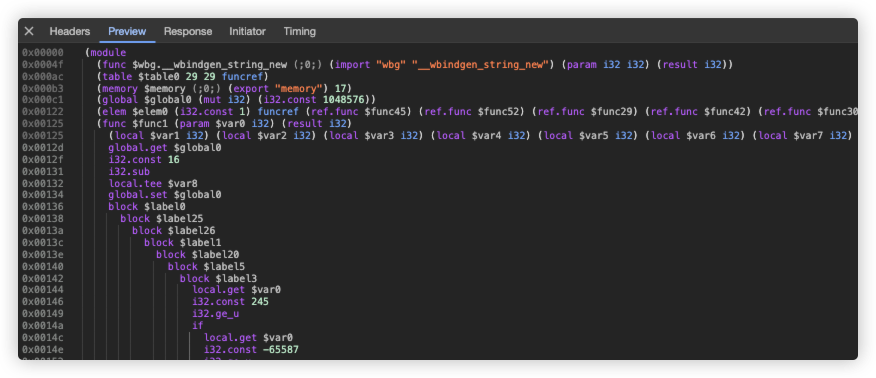 × Headers Preview Response Initiator Timing
0x00000 (module
0x0004f (func $wbg.__wbindgen_string_new (;0;) (import "wbg" "__wbindgen_string_new") (param i32 i32) (result i32))
0x000ac (table $table0 29 29 funcref)
0x000b3 (memory $memory (;0;) (export "memory") 17)
0x000c1 (global $global0 (mut i32) (i32.const 1048576))
0x00122 (elem $elem0 (i32.const 1) funcref (ref.func $func45) (ref.func $func52) (ref.func $func29) (ref.func $func42) (ref.func $func30
0x00125 (func $func1 (param $var0 i32) (result i32)
0x00125 (local $var1 i32) (local $var2 i32) (local $var3 i32) (local $var4 i32) (local $var5 i32) (local $var6 i32) (local $var7 i32)
0x0012d global.get $global0
0x0012f i32.const 16
0x00131 i32.sub
0x00132 local.tee $var8
0x00134 global.set $global0
0x00136 block $label0
0x00138 block $label25
0x0013a block $label26
0x0013c block $label1
0x0013e block $label20
0x00140 block $label5
0x00142 block $label3
0x00144 local.get $var0
0x00146 i32.const 245
0x00149 i32.ge_u
0x0014a if
0x0014c local.get $var0
0x0014e i32.const -65587